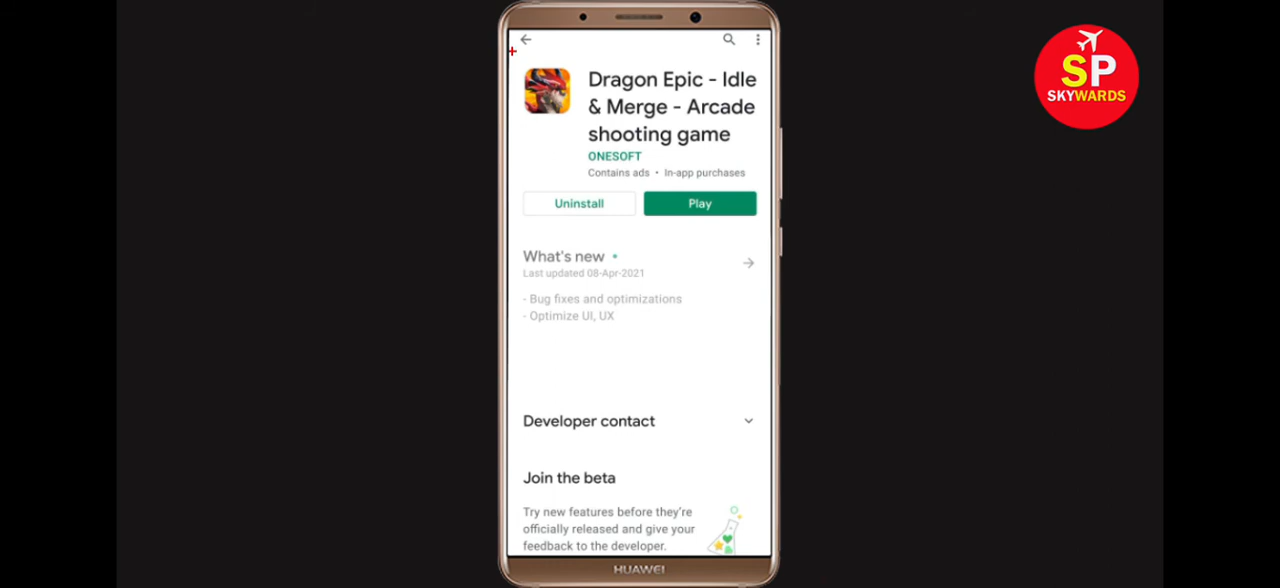 Dragon Epic - Idle
& Merge - Arcade
shooting game
ONESOFT
Contains ads • In-app purchases
Uninstall
Play
What's new •
Last updated 08-Apr-2021
- Bug fixes and optimizations
- Optimize UI, UX
Developer contact
Join the beta
Try new features before they're
officially released and give your
feedback to the developer.
HUAWEI
SP
SKYWARDS